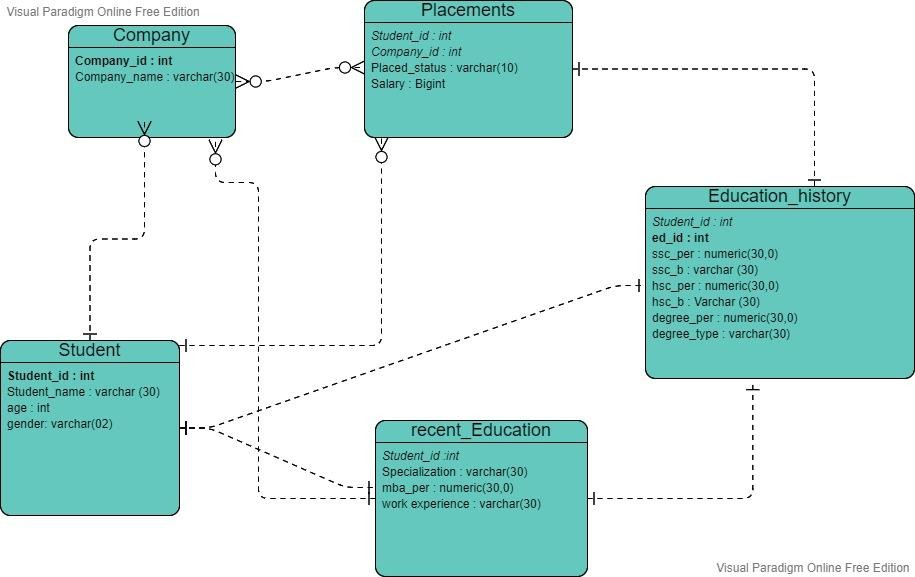 Visual Paradigm Online Free Edition
Company
Company_id : int
Company_name : varchar(30)
Placements
Student_id : int
Company_id : int
Placed_status : varchar(10)
Salary : Bigint
Education_history
Student_id : int
ed_id : int
ssc_per : numeric(30,0)
ssc_b : varchar (30)
hsc_per : numeric(30,0)
hsc_b : Varchar (30)
degree_per : numeric(30,0)
degree_type : varchar(30)
Student
Student_id : int
Student_name : varchar (30)
age : int
gender: varchar(02)
recent_Education
Student_id :int
Specialization : varchar(30)
mba_per : numeric(30,0)
work experience : varchar(30)
Visual Paradigm Online Free Edition